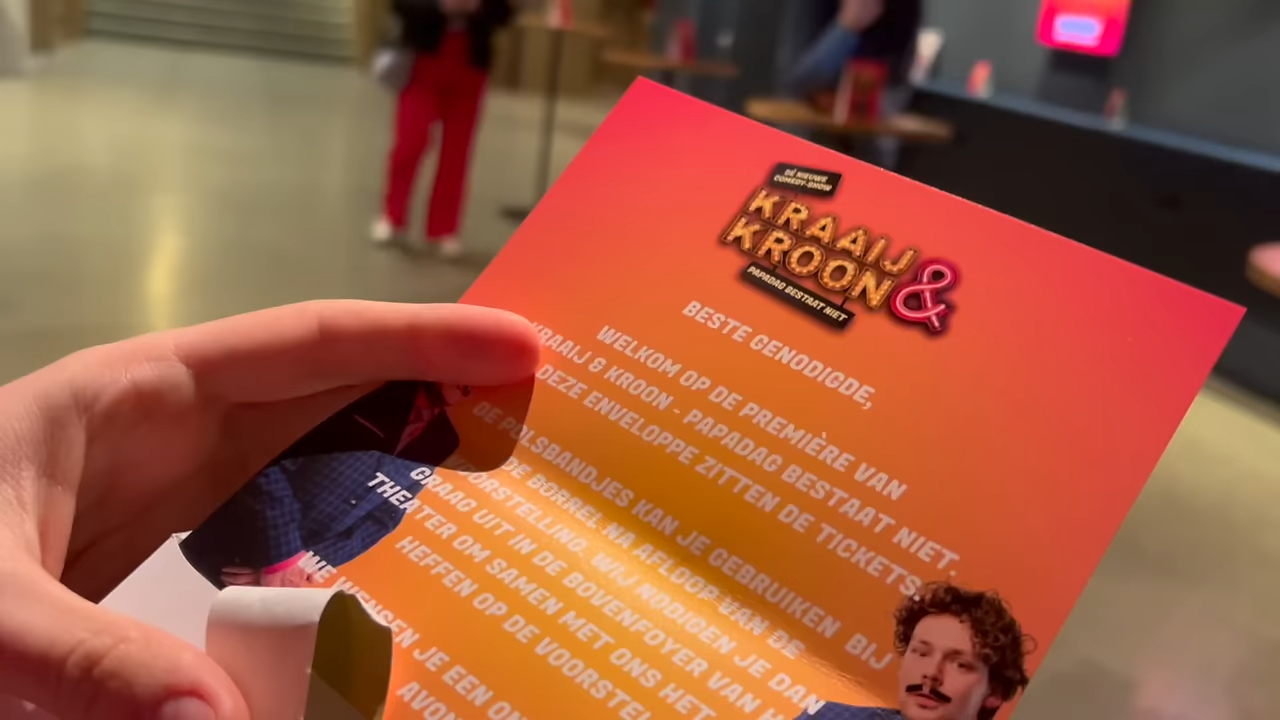 DÉ NIEUWE
COMEDY-SHOW
KRAAIJ
& KROON
PAPADAG BESTAAT NIET
BESTE GENODIGDE,
WELKOM OP DE PREMIÈRE VAN
KRAAIJ & KROON - PAPADAG BESTAAT NIET.
DEZE ENVELOPPE ZITTEN DE TICKETS.
DE POLSBANDJES KAN JE GEBRUIKEN BIJ
DE BORREL NA AFLOOP VAN DE
VOORSTELLING. WIJ NODIGEN JE DAN
GRAAG UIT IN DE BOVENFOYER VAN H
THEATER OM SAMEN MET ONS HET
HEFFEN OP DE VOORSTEL
WE WENSEN JE EEN ON
AVON